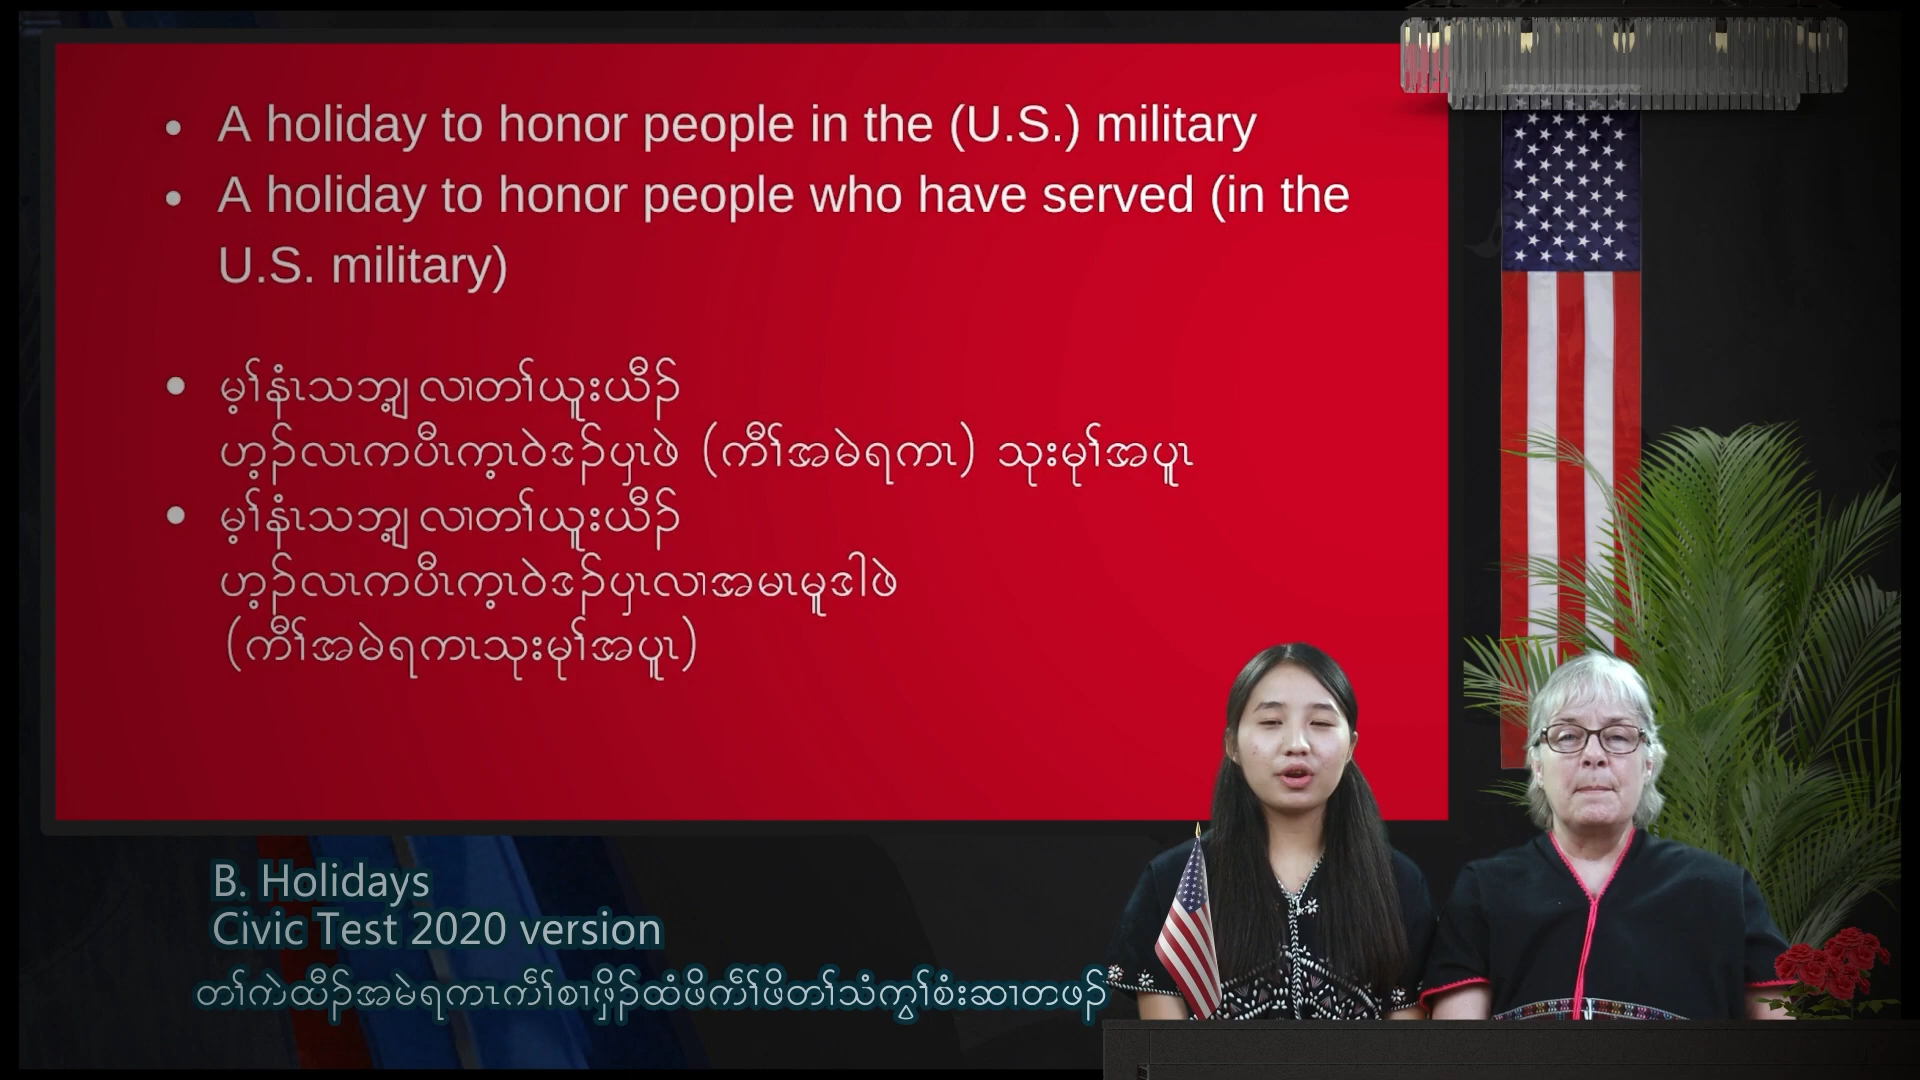 • A holiday to honor people in the (U.S.) military
• A holiday to honor people who have served (in the
U.S. military)
• မ့ၢ်နံၤသဘျ့ လၢတၢ်ယူးယီၣ်
ဟ့ၣ်လၤကပီၤက့ၤဝဲဒၣ်ပှၤဖဲ (ကီၢ်အမဲရကၤ) သုးမုၢ်အပူၤ
• မ့ၢ်နံၤသဘျ့ လၢတၢ်ယူးယီၣ်
ဟ့ၣ်လၤကပီၤက့ၤဝဲဒၣ်ပှၤလၢအမၤမူဒါဖဲ
(ကီၢ်အမဲရကၤသုးမုၢ်အပူၤ)
B. Holidays
Civic Test 2020 version
တၢ်ကဲထီၣ်အမဲရကၤကီၢ်စၢဖှိၣ်ထံဖိကီၢ်ဖိတၢ်သံကွၢ်စံးဆၢတဖၣ်